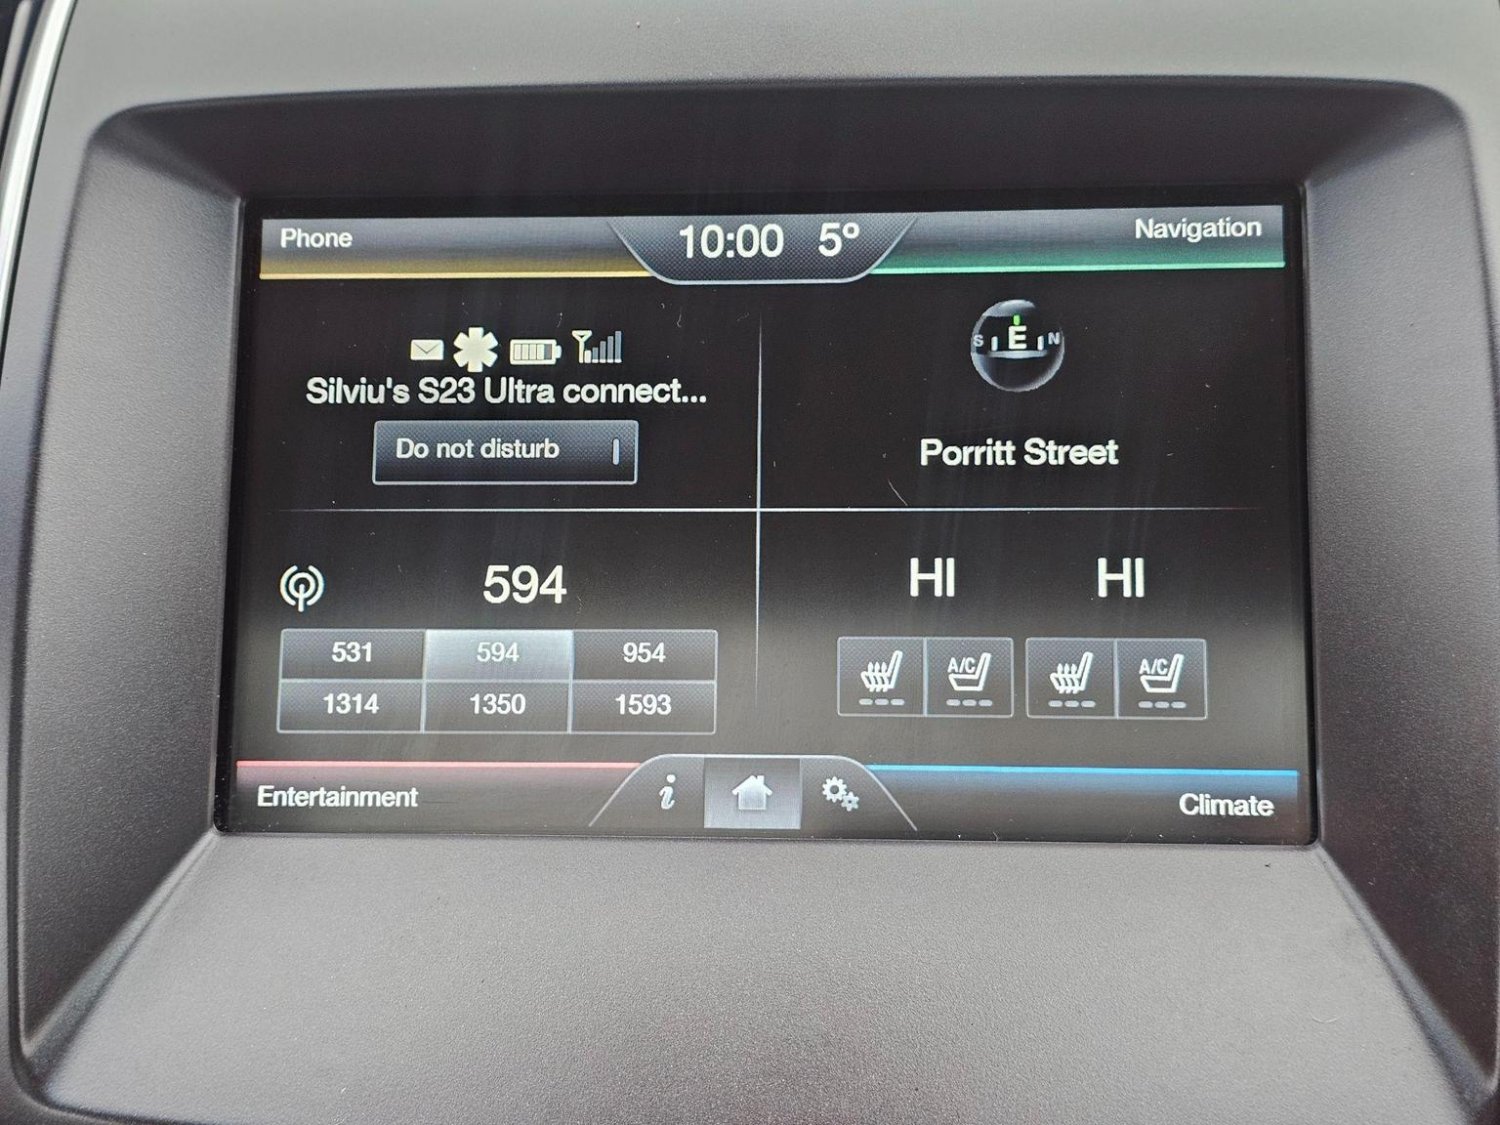 Phone
10:00 5°
Navigation
S E N
Silviu's S23 Ultra connect...
Do not disturb
Porritt Street
594
HI HI
531 594 954
1314 1350 1593
A/C A/C
Entertainment
i
Climate